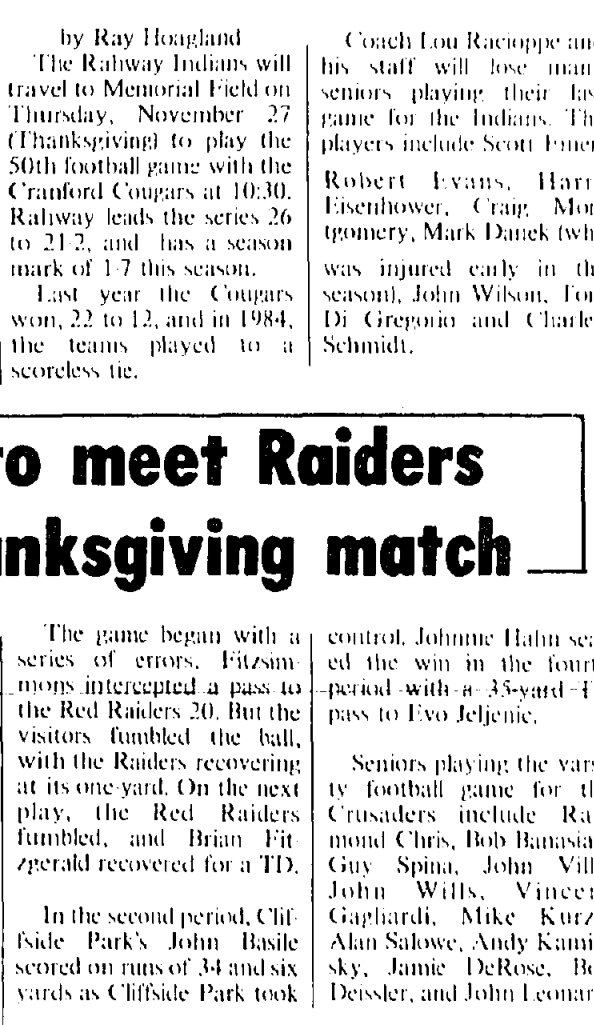 by Ray Hoagland
The Rahway Indians will
travel to Memorial Field on
Thursday, November 27
(Thanksgiving) to play the
50th football game with the
Cranford Cougars at 10:30.
Rahway leads the series 26
to 21-2, and has a season
mark of 1-7 this season.
Last year the Cougars
won, 22 to 12, and in 1984,
the teams played to a
scoreless tie.
Coach Lou Racioppe and
his staff will lose man
seniors playing their las
game for the Indians. Th
players include Scott Emer
Robert Evans, Harr
Eisenhower, Craig Mon
tgomery, Mark Danek (wh
was injured early in th
season), John Wilson, Tom
Di Gregorio and Charle
Schmidt.
to meet Raiders
anksgiving match
The game began with a
series of errors. Fitzsim-
mons intercepted a pass to
the Red Raiders 20. But the
visitors fumbled the ball,
with the Raiders recovering
at its one-yard. On the next
play, the Red Raiders
fumbled, and Brian Fit-
zgerald recovered for a TD.
In the second period, Clif-
fside Park's John Basile
scored on runs of 34 and six
yards as Cliffside Park took
control. Johnnie Hahn sea
ed the win in the fourt
period with a 35-yard T
pass to Evo Jeljenic.
Seniors playing the vars
ty football game for th
Crusaders include Ra
mond Chris, Bob Banasia
Guy Spina, John Vill
John Wills, Vincen
Gagliardi, Mike Kurz
Alan Salowe, Andy Kami
sky, Jamie DeRose, Bo
Deissler, and John Leonar